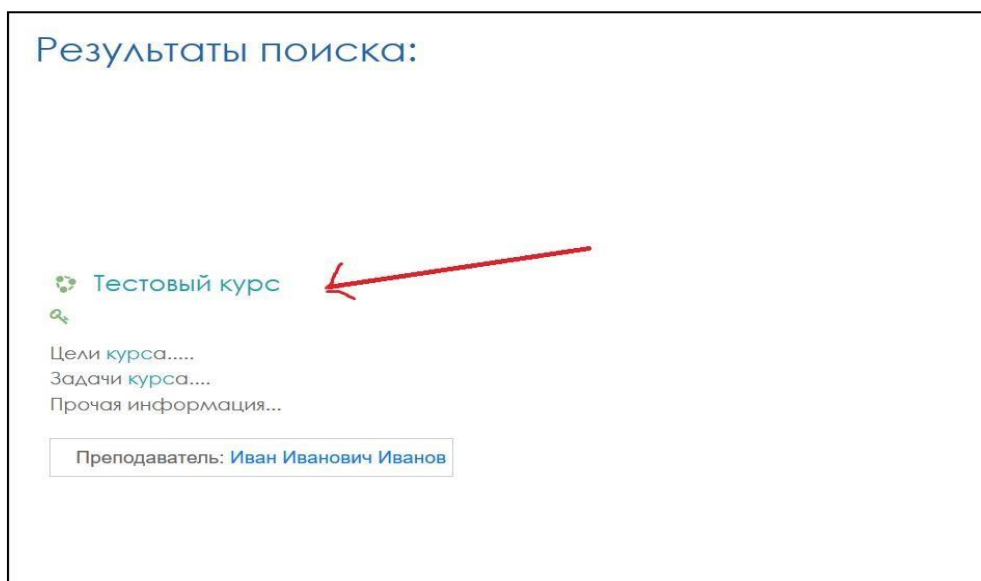 Результаты поиска:
Тестовый курс
Цели курса.....
Задачи курса....
Прочая информация...
Преподаватель: Иван Иванович Иванов